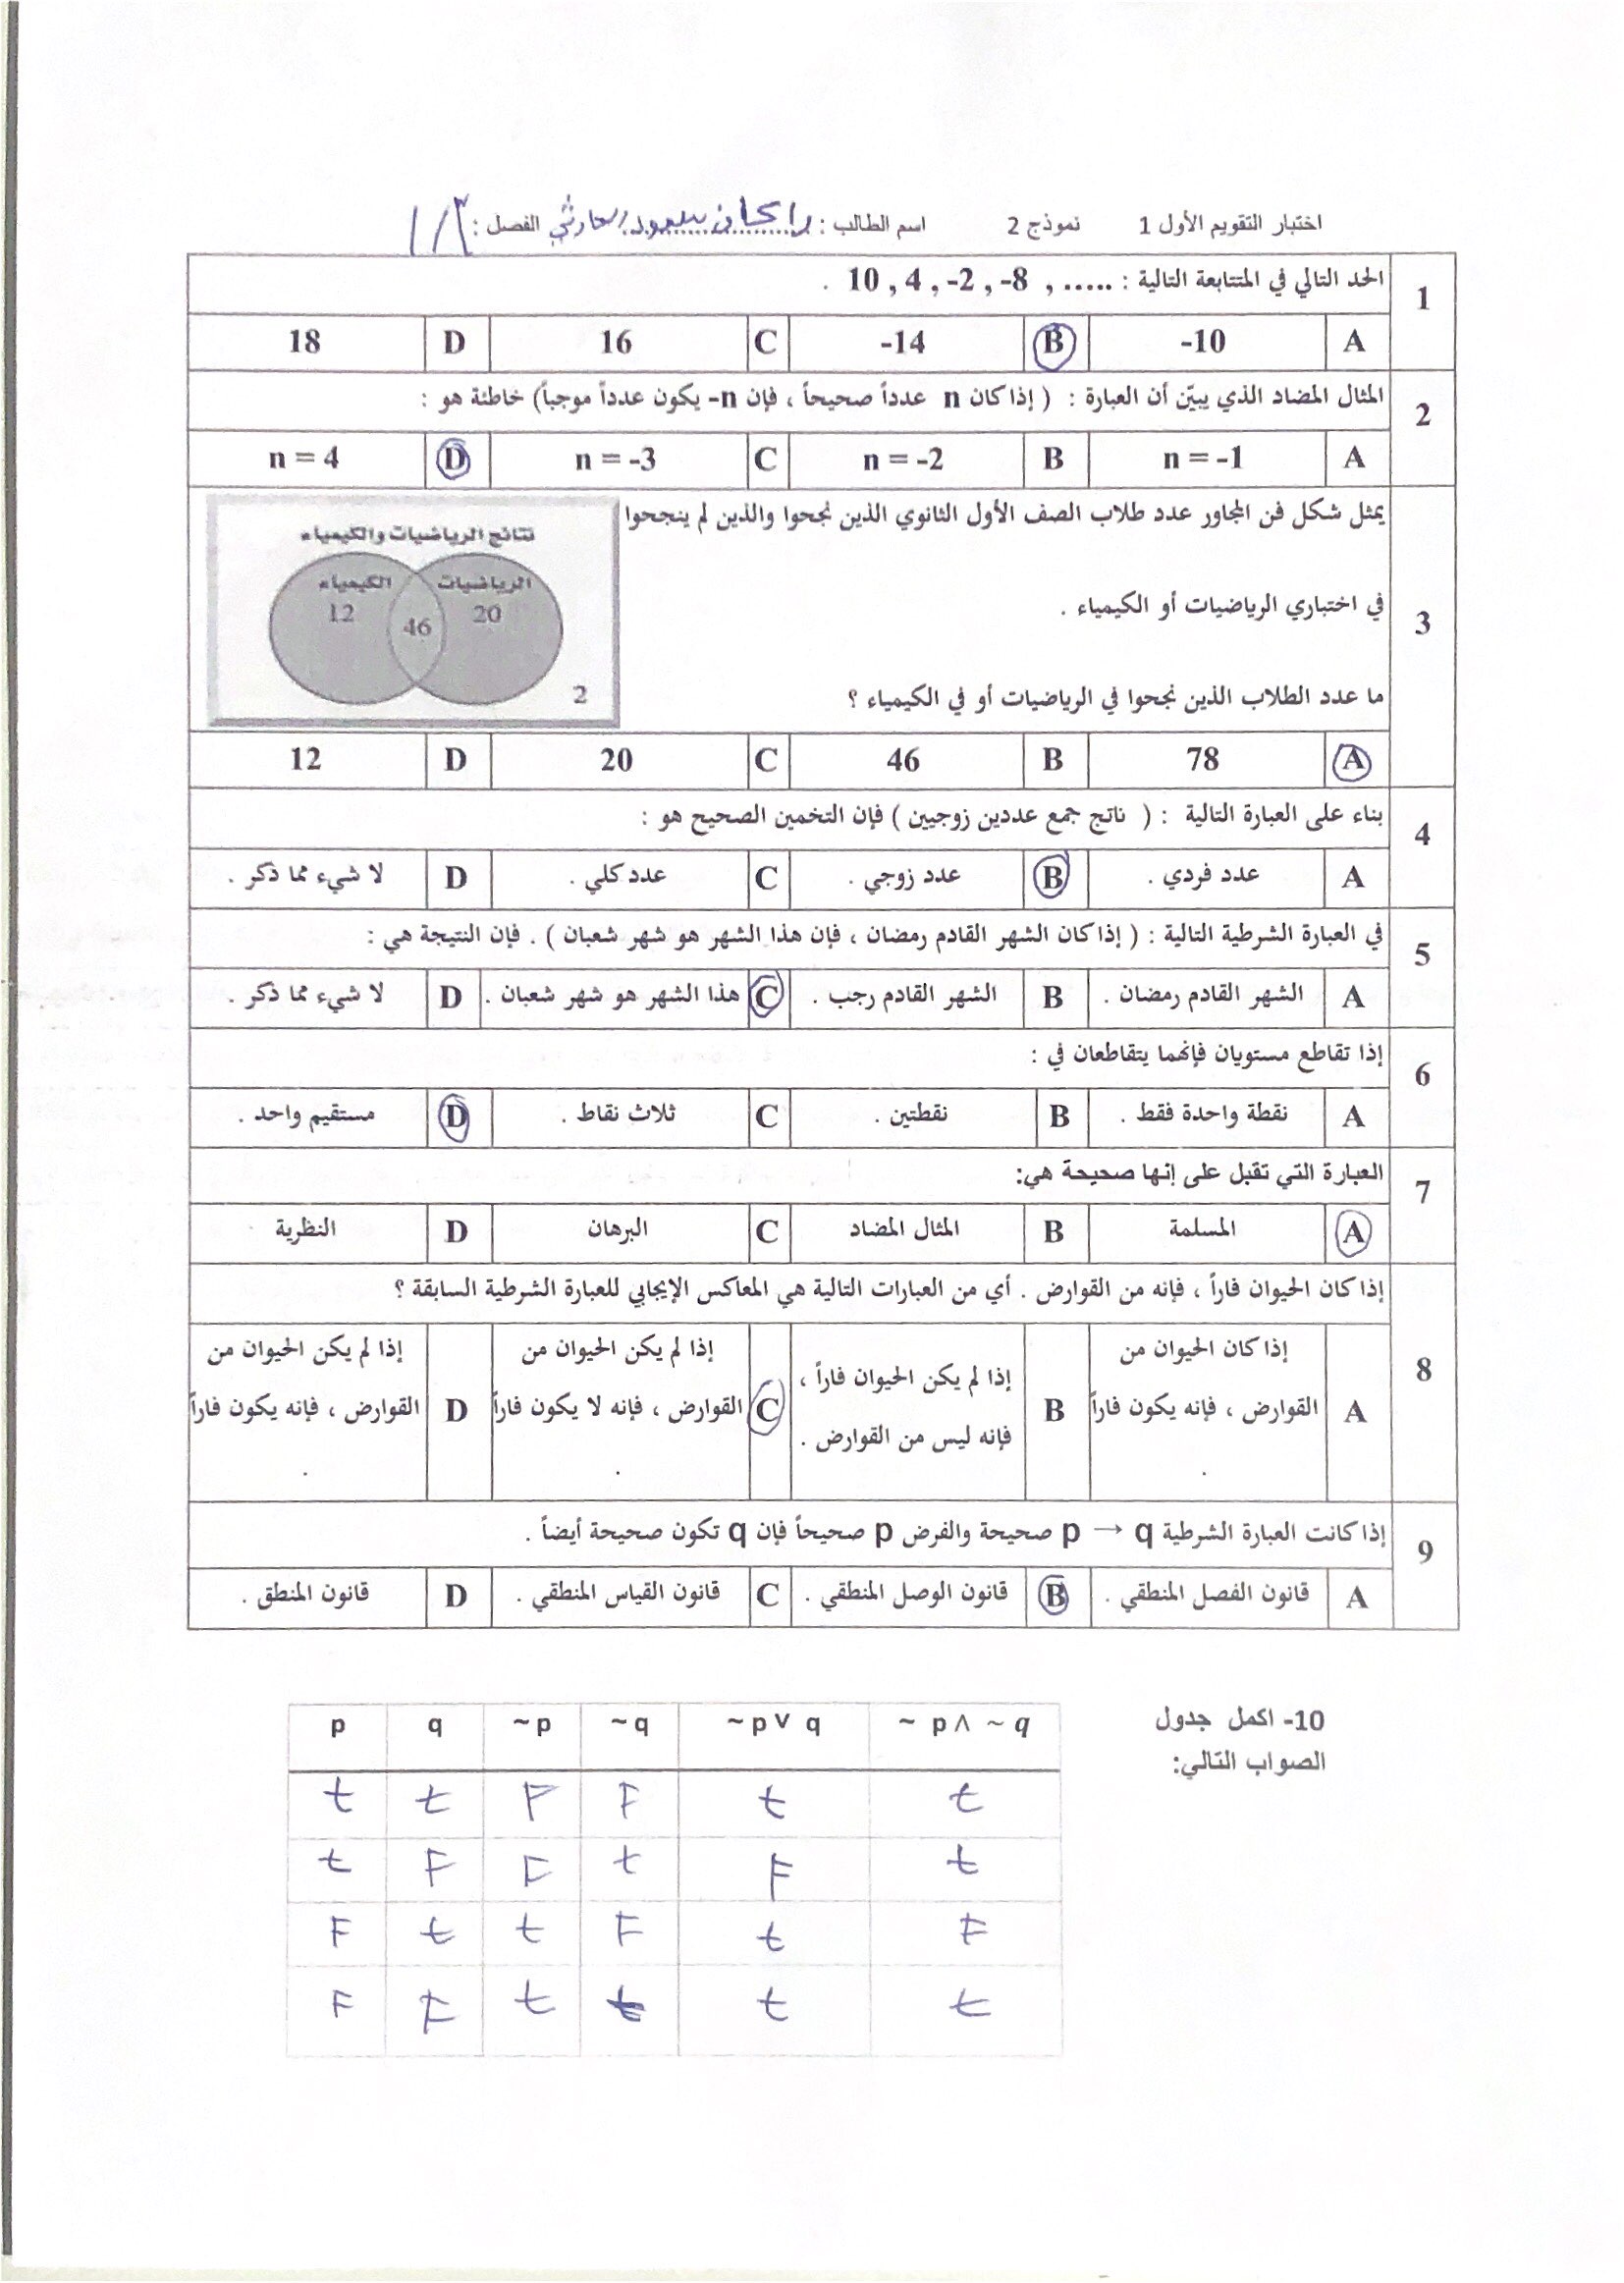 اختبار التقويم الأول 1 نموذج 2 اسم الطالب : ريحان سعود الحارثي الفصل : 1/3
1 الحد التالي في المتتابعة التالية : 10 , 4 , -2 , -8 , ..... .
A -10 B -14 C 16 D 18
2 المثال المضاد الذي يبيّن أن العبارة : ( إذا كان n عدداً صحيحاً ، فإن n- يكون عدداً موجباً) خاطئة هو :
A n = -1 B n = -2 C n = -3 D n = 4
3 يمثل شكل فن المجاور عدد طلاب الصف الأول الثانوي الذين نجحوا والذين لم ينجحوا
في اختباري الرياضيات أو الكيمياء .
ما عدد الطلاب الذين نجحوا في الرياضيات أو في الكيمياء ؟
نتائج الرياضيات والكيمياء
الرياضيات الكيمياء
20 46 12
2
A 78 B 46 C 20 D 12
4 بناء على العبارة التالية : ( ناتج جمع عددين زوجيين ) فإن التخمين الصحيح هو :
A عدد فردي . B عدد زوجي . C عدد كلي . D لا شيء مما ذكر .
5 في العبارة الشرطية التالية : ( إذا كان الشهر القادم رمضان ، فإن هذا الشهر هو شهر شعبان ) . فإن النتيجة هي :
A الشهر القادم رمضان . B الشهر القادم رجب . C هذا الشهر هو شهر شعبان . D لا شيء مما ذكر .
6 إذا تقاطع مستويان فإنهما يتقاطعان في :
A نقطة واحدة فقط . B نقطتين . C ثلاث نقاط . D مستقيم واحد .
7 العبارة التي تقبل على إنها صحيحة هي:
A المسلمة B المثال المضاد C البرهان D النظرية
8 إذا كان الحيوان فاراً ، فإنه من القوارض . أي من العبارات التالية هي المعاكس الإيجابي للعبارة الشرطية السابقة ؟
A إذا كان الحيوان من
القوارض ، فإنه يكون فاراً
.
B إذا لم يكن الحيوان فاراً ،
فإنه ليس من القوارض .
C إذا لم يكن الحيوان من
القوارض ، فإنه لا يكون فاراً
.
D إذا لم يكن الحيوان من
القوارض ، فإنه يكون فاراً
.
9 إذا كانت العبارة الشرطية p → q صحيحة والفرض p صحيحاً فإن q تكون صحيحة أيضاً .
A قانون الفصل المنطقي . B قانون الوصل المنطقي . C قانون القياس المنطقي . D قانون المنطق .
10- اكمل جدول
الصواب التالي:
p q ~p ~q ~p ∨ q ~ p ∧ ~ q
t t F F t t
t F F t F t
F t t F t F
F F t t t t